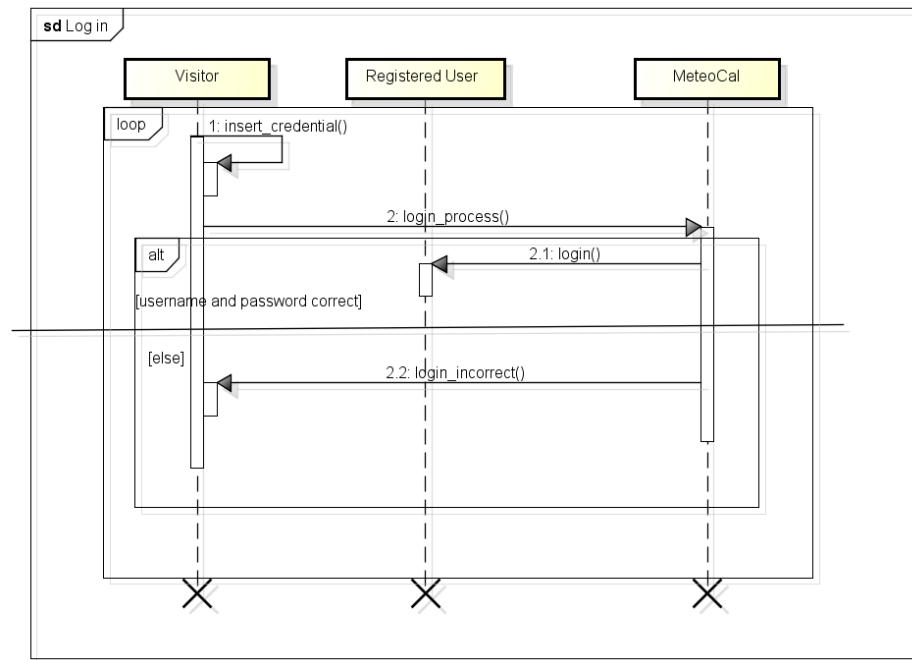 sd Log in
Visitor
Registered User
MeteoCal
loop
1: insert_credential()
2: login_process()
alt
2.1: login()
[username and password correct]
[else]
2.2: login_incorrect()